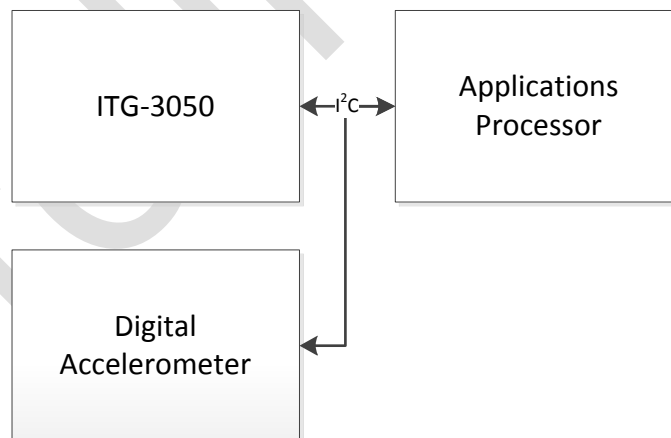 ITG-3050
I²C
Applications
Processor
Digital
Accelerometer